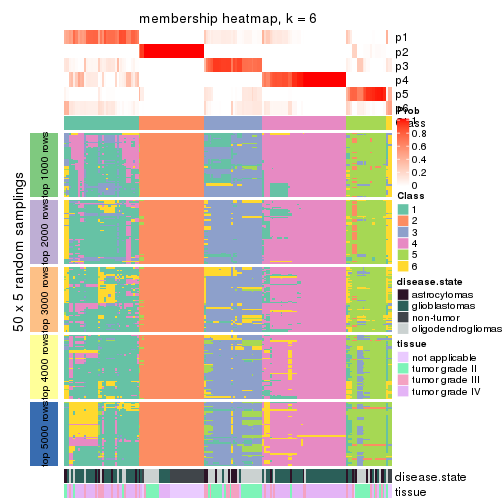 membership heatmap, k = 6
p1
p2
p3
p4
p5
p6
Prob
1
0.8
0.6
0.4
0.2
0
Class
Class
1
2
3
4
5
6
disease.state
astrocytomas
glioblastomas
non-tumor
oligodendrogliomas
tissue
not applicable
tumor grade II
tumor grade III
tumor grade IV
50 x 5 random samplings
top 1000 rows
top 2000 rows
top 3000 rows
top 4000 rows
top 5000 rows
disease.state
tissue